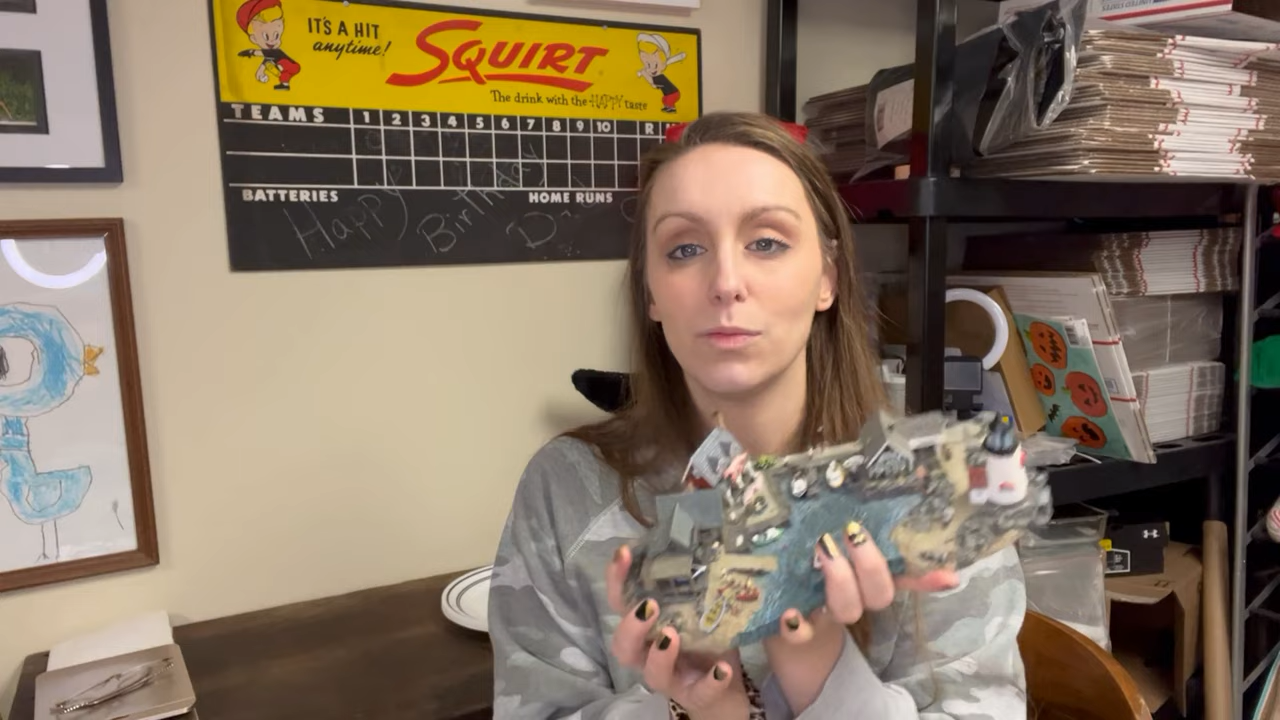 IT'S A HIT
anytime!
SQUIRT
The drink with the HAPPY taste
TEAMS 1 2 3 4 5 6 7 8 9 10 R
BATTERIES HOME RUNS
Happy Birthday